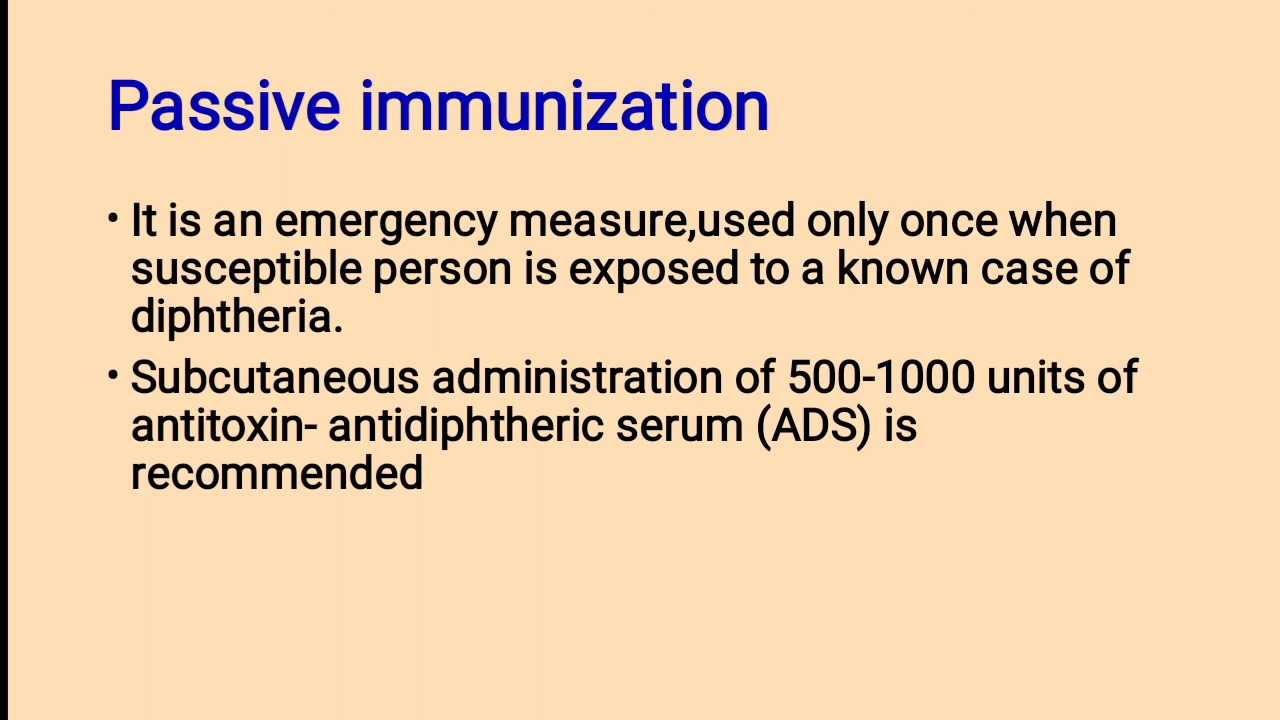 Passive immunization
• It is an emergency measure,used only once when
susceptible person is exposed to a known case of
diphtheria.
• Subcutaneous administration of 500-1000 units of
antitoxin- antidiphtheric serum (ADS) is
recommended